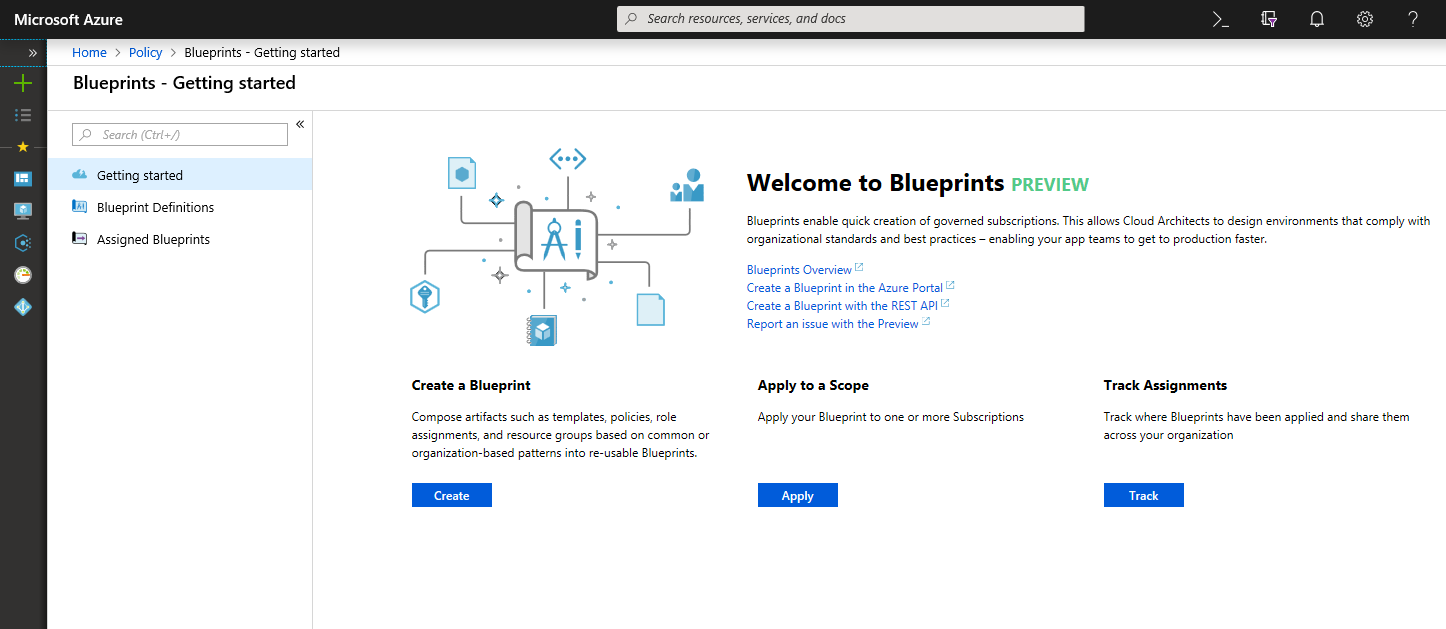 Microsoft Azure
Search resources, services, and docs
Home > Policy > Blueprints - Getting started
Blueprints - Getting started
Search (Ctrl+/)
Getting started
Blueprint Definitions
Assigned Blueprints
Welcome to Blueprints PREVIEW
Blueprints enable quick creation of governed subscriptions. This allows Cloud Architects to design environments that comply with
organizational standards and best practices – enabling your app teams to get to production faster.
Blueprints Overview
Create a Blueprint in the Azure Portal
Create a Blueprint with the REST API
Report an issue with the Preview
Create a Blueprint
Compose artifacts such as templates, policies, role
assignments, and resource groups based on common or
organization-based patterns into re-usable Blueprints.
Create
Apply to a Scope
Apply your Blueprint to one or more Subscriptions
Apply
Track Assignments
Track where Blueprints have been applied and share them
across your organization
Track